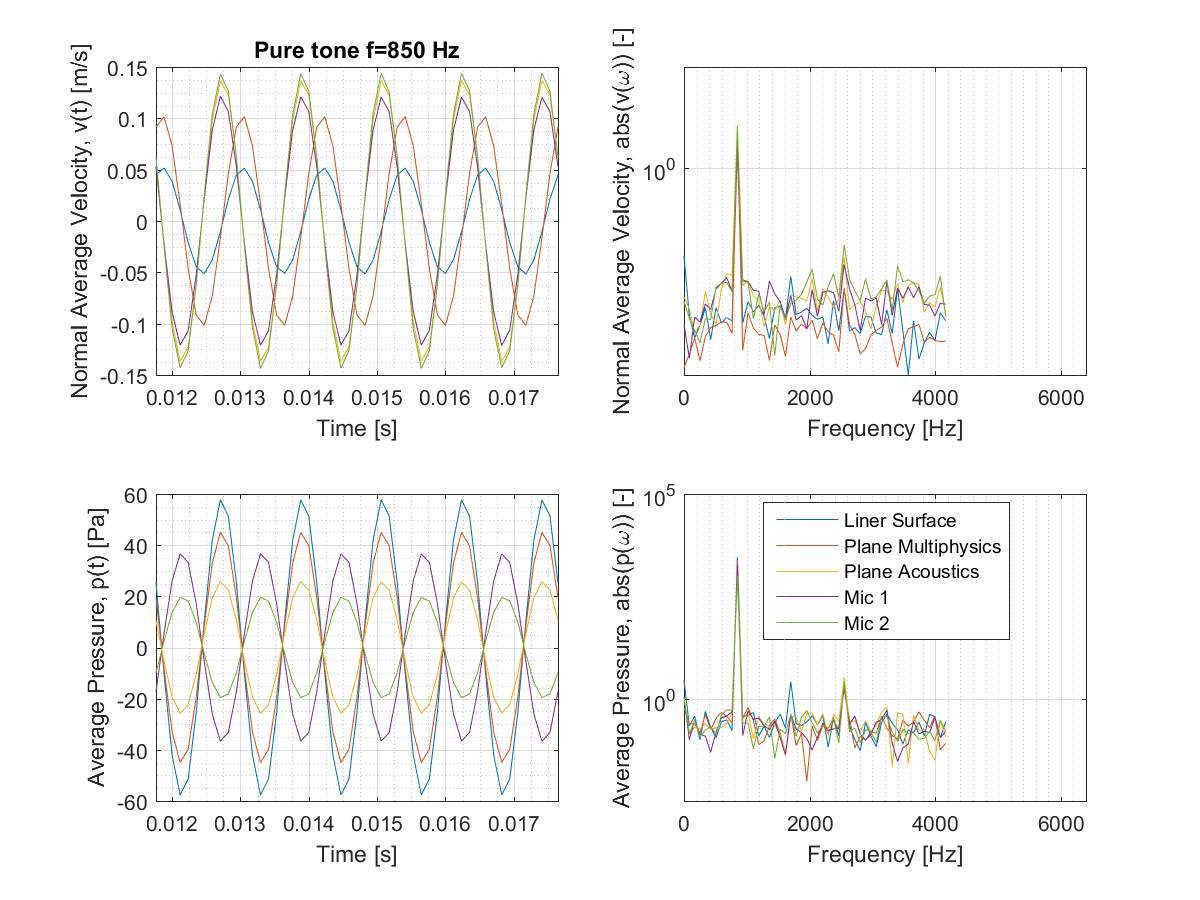 Pure tone f=850 Hz
Normal Average Velocity, v(t) [m/s]
0.15
0.1
0.05
0
-0.05
-0.1
-0.15
0.012 0.013 0.014 0.015 0.016 0.017
Time [s]
Normal Average Velocity, abs(v(ω)) [-]
10^0
0 2000 4000 6000
Frequency [Hz]
Average Pressure, p(t) [Pa]
60
40
20
0
-20
-40
-60
0.012 0.013 0.014 0.015 0.016 0.017
Time [s]
Average Pressure, abs(p(ω)) [-]
10^5
10^0
Liner Surface
Plane Multiphysics
Plane Acoustics
Mic 1
Mic 2
0 2000 4000 6000
Frequency [Hz]